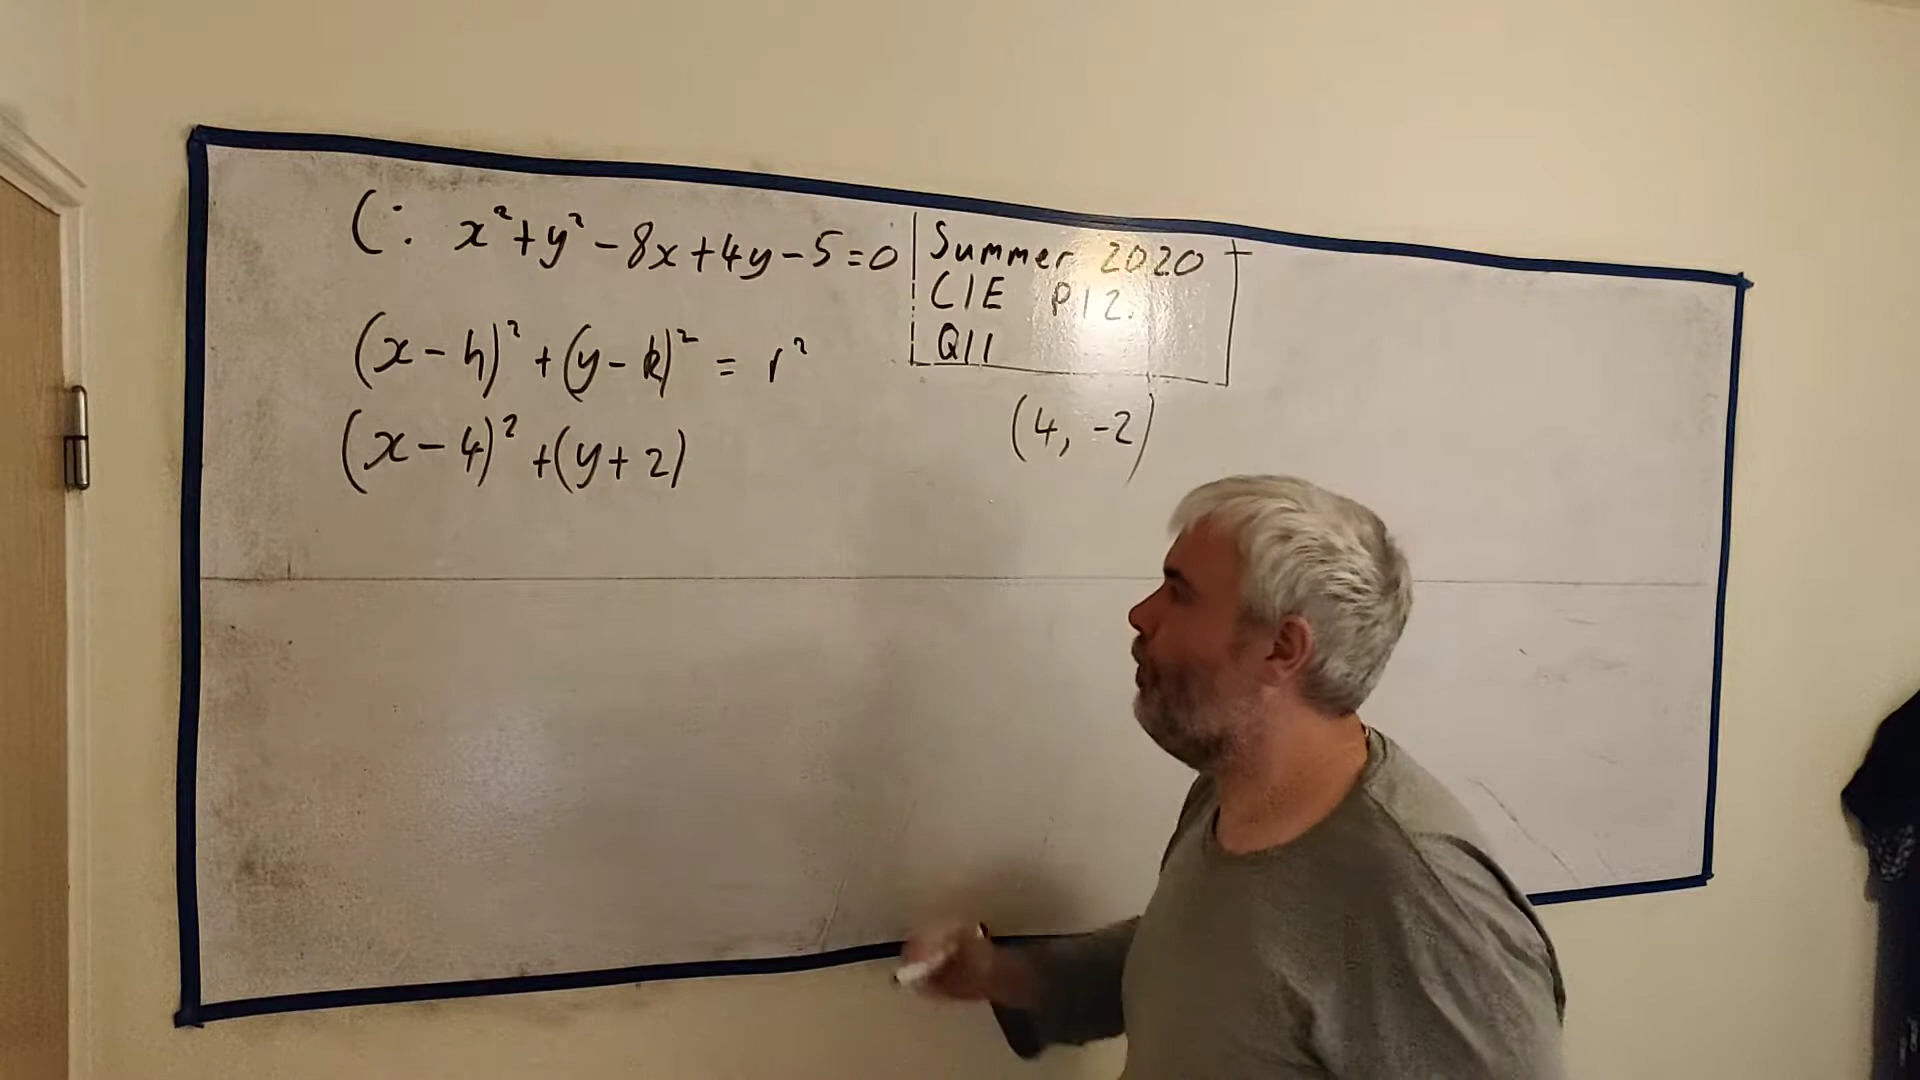 C: x² + y² - 8x + 4y - 5 = 0
Summer 2020
CIE P12.
Q11
(x - h)² + (y - k)² = r²
(x - 4)² + (y + 2)
(4, -2)